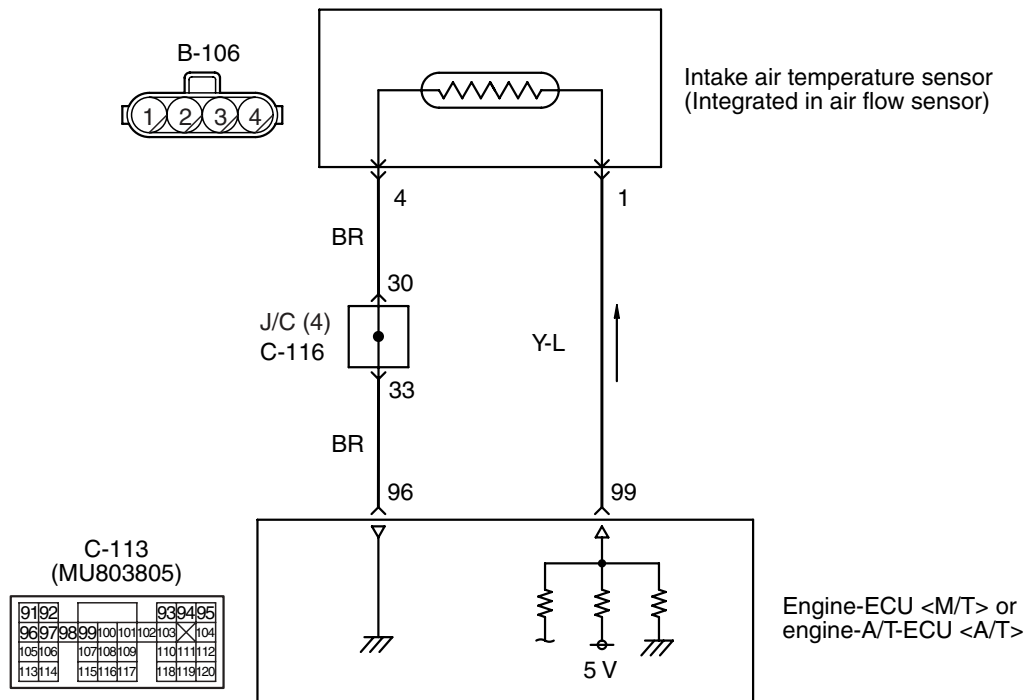 B-106
1 2 3 4
Intake air temperature sensor
(Integrated in air flow sensor)
4
1
BR
30
J/C (4)
C-116
Y-L
33
BR
96
99
C-113
(MU803805)
91 92 93 94 95
96 97 98 99 100 101 102 103 104
105 106 107 108 109 110 111 112
113 114 115 116 117 118 119 120
5 V
Engine-ECU <M/T> or
engine-A/T-ECU <A/T>